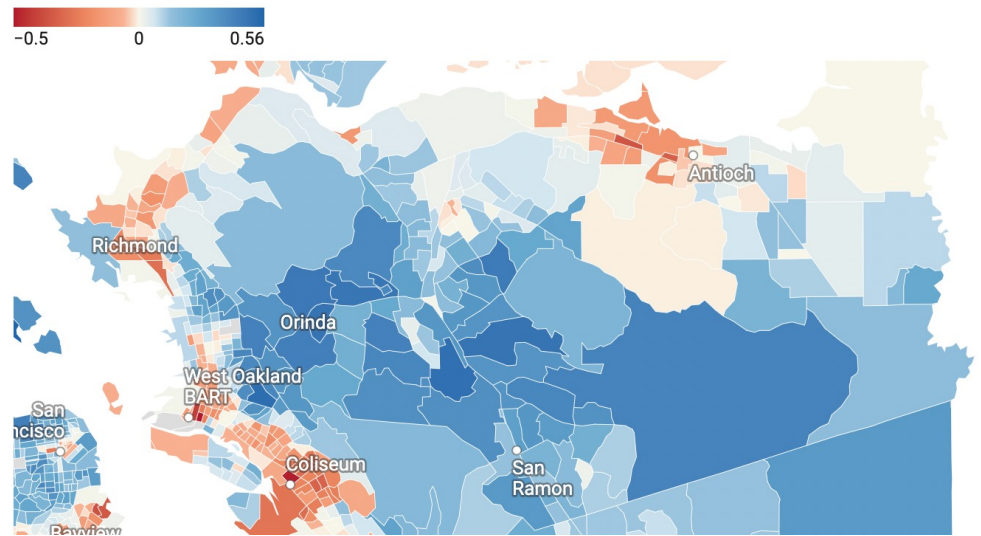 −0.5 0 0.56
Antioch
Richmond
Orinda
West Oakland
BART
San
ncisco
Coliseum
San
Ramon
Bayview